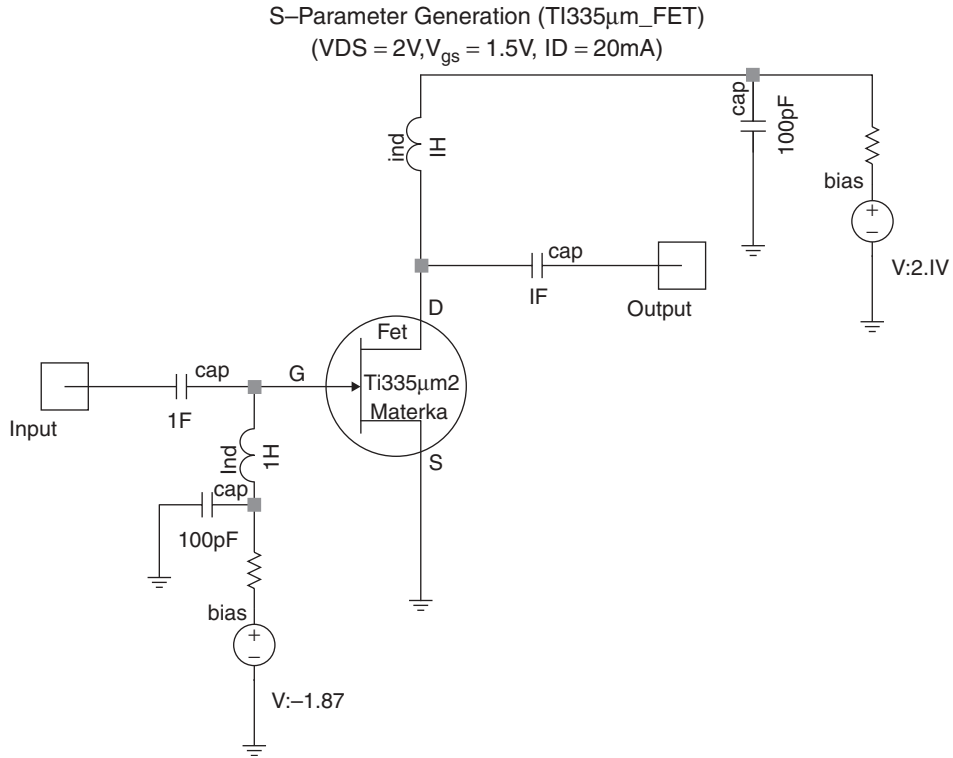 S–Parameter Generation (TI335μm_FET)
(VDS = 2V,Vgs = 1.5V, ID = 20mA)
cap
100pF
ind
IH
bias
+
–
V:2.IV
cap
IF
Output
D
Fet
Ti335μm2
Materka
G
S
cap
1F
Input
Ind
1H
cap
100pF
bias
+
–
V:–1.87